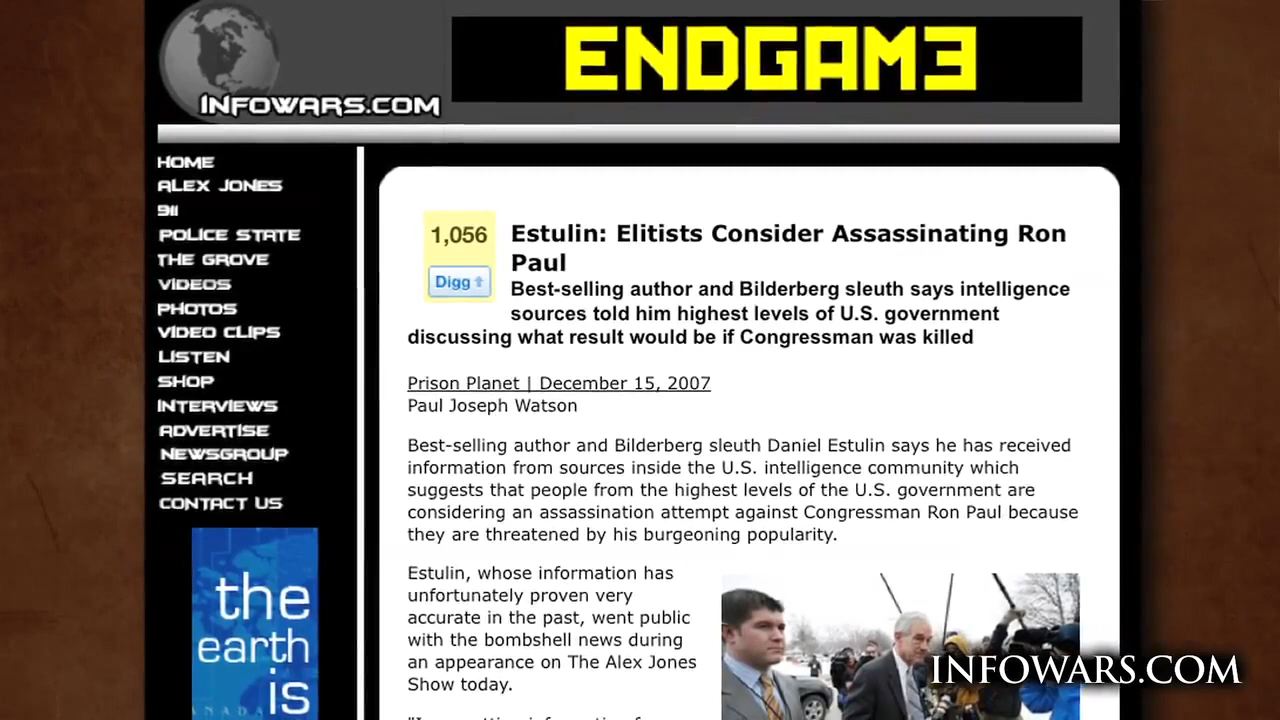 INFOWARS.COM
ENDGAME
HOME
ALEX JONES
911
POLICE STATE
THE GROVE
VIDEOS
PHOTOS
VIDEO CLIPS
LISTEN
SHOP
INTERVIEWS
ADVERTISE
NEWSGROUP
SEARCH
CONTACT US
the
earth
is
1,056
Digg
Estulin: Elitists Consider Assassinating Ron
Paul
Best-selling author and Bilderberg sleuth says intelligence
sources told him highest levels of U.S. government
discussing what result would be if Congressman was killed
Prison Planet | December 15, 2007
Paul Joseph Watson
Best-selling author and Bilderberg sleuth Daniel Estulin says he has received
information from sources inside the U.S. intelligence community which
suggests that people from the highest levels of the U.S. government are
considering an assassination attempt against Congressman Ron Paul because
they are threatened by his burgeoning popularity.
Estulin, whose information has
unfortunately proven very
accurate in the past, went public
with the bombshell news during
an appearance on The Alex Jones
Show today.
INFOWARS.COM